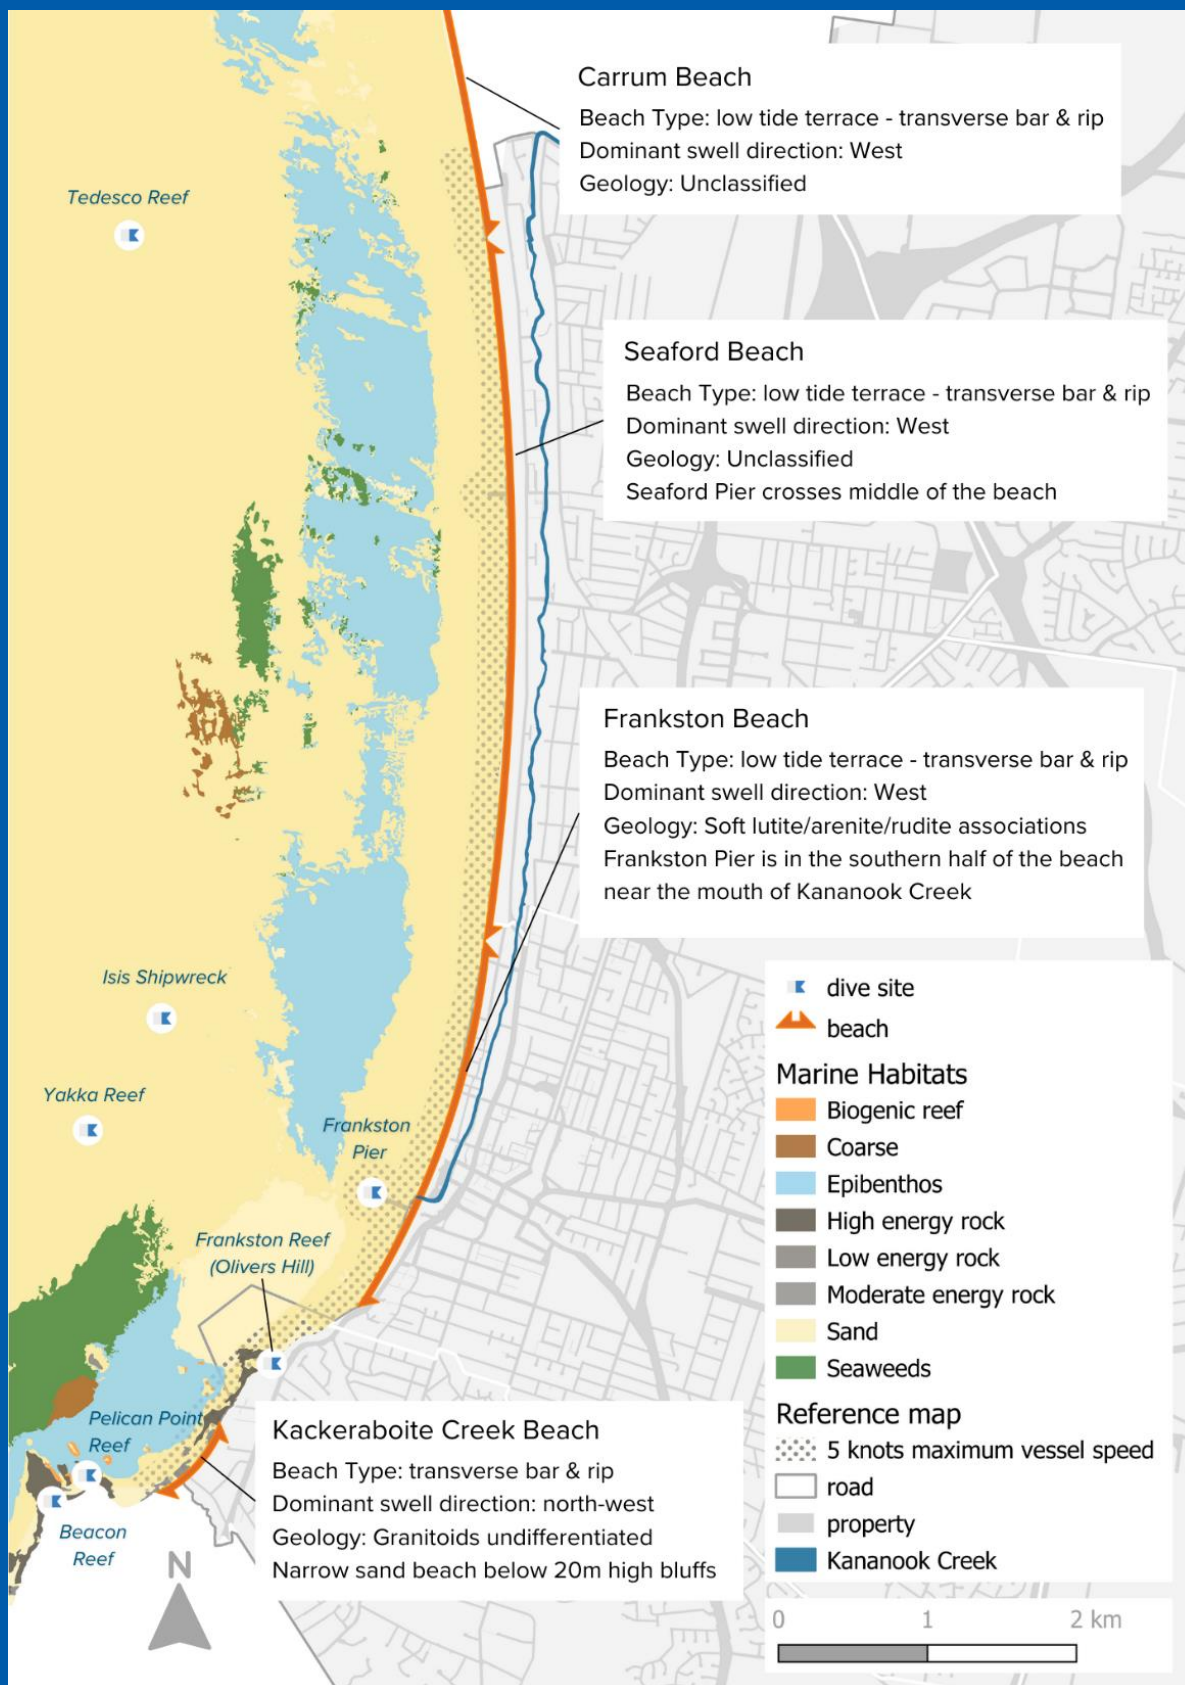 Carrum Beach
Beach Type: low tide terrace - transverse bar & rip
Dominant swell direction: West
Geology: Unclassified
Tedesco Reef
Seaford Beach
Beach Type: low tide terrace - transverse bar & rip
Dominant swell direction: West
Geology: Unclassified
Seaford Pier crosses middle of the beach
Frankston Beach
Beach Type: low tide terrace - transverse bar & rip
Dominant swell direction: West
Geology: Soft lutite/arenite/rudite associations
Frankston Pier is in the southern half of the beach
near the mouth of Kananook Creek
Isis Shipwreck
Yakka Reef
Frankston
Pier
Frankston Reef
(Olivers Hill)
Pelican Point
Reef
Beacon
Reef
Kackeraboite Creek Beach
Beach Type: transverse bar & rip
Dominant swell direction: north-west
Geology: Granitoids undifferentiated
Narrow sand beach below 20m high bluffs
N
dive site
beach
Marine Habitats
Biogenic reef
Coarse
Epibenthos
High energy rock
Low energy rock
Moderate energy rock
Sand
Seaweeds
Reference map
5 knots maximum vessel speed
road
property
Kananook Creek
0 1 2 km